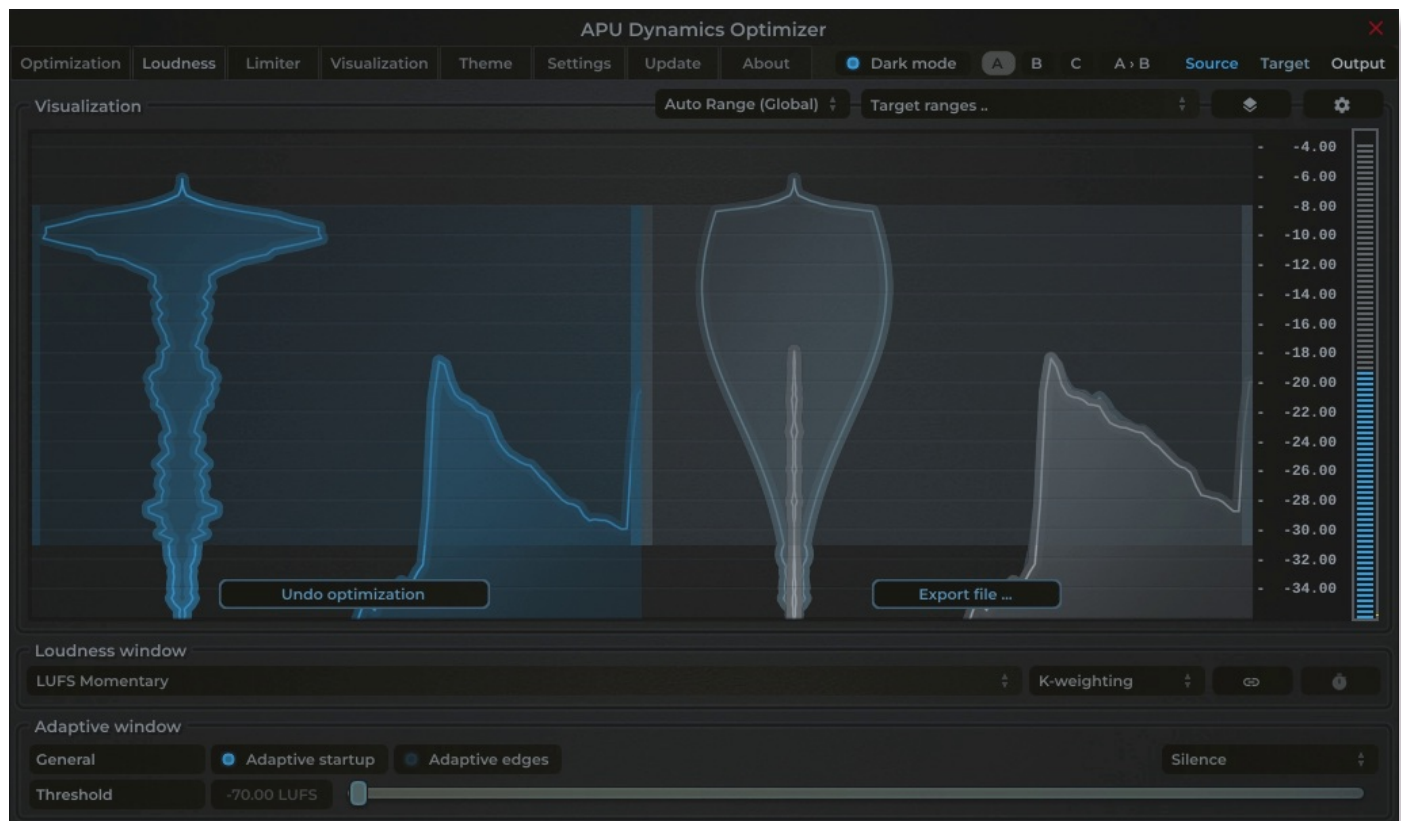 APU Dynamics Optimizer
Optimization Loudness Limiter Visualization Theme Settings Update About Dark mode A B C A › B Source Target Output
Visualization Auto Range (Global) Target ranges ..
- -4.00
- -6.00
- -8.00
- -10.00
- -12.00
- -14.00
- -16.00
- -18.00
- -20.00
- -22.00
- -24.00
- -26.00
- -28.00
- -30.00
- -32.00
- -34.00
Undo optimization Export file ...
Loudness window
LUFS Momentary K-weighting
Adaptive window
General Adaptive startup Adaptive edges Silence
Threshold -70.00 LUFS